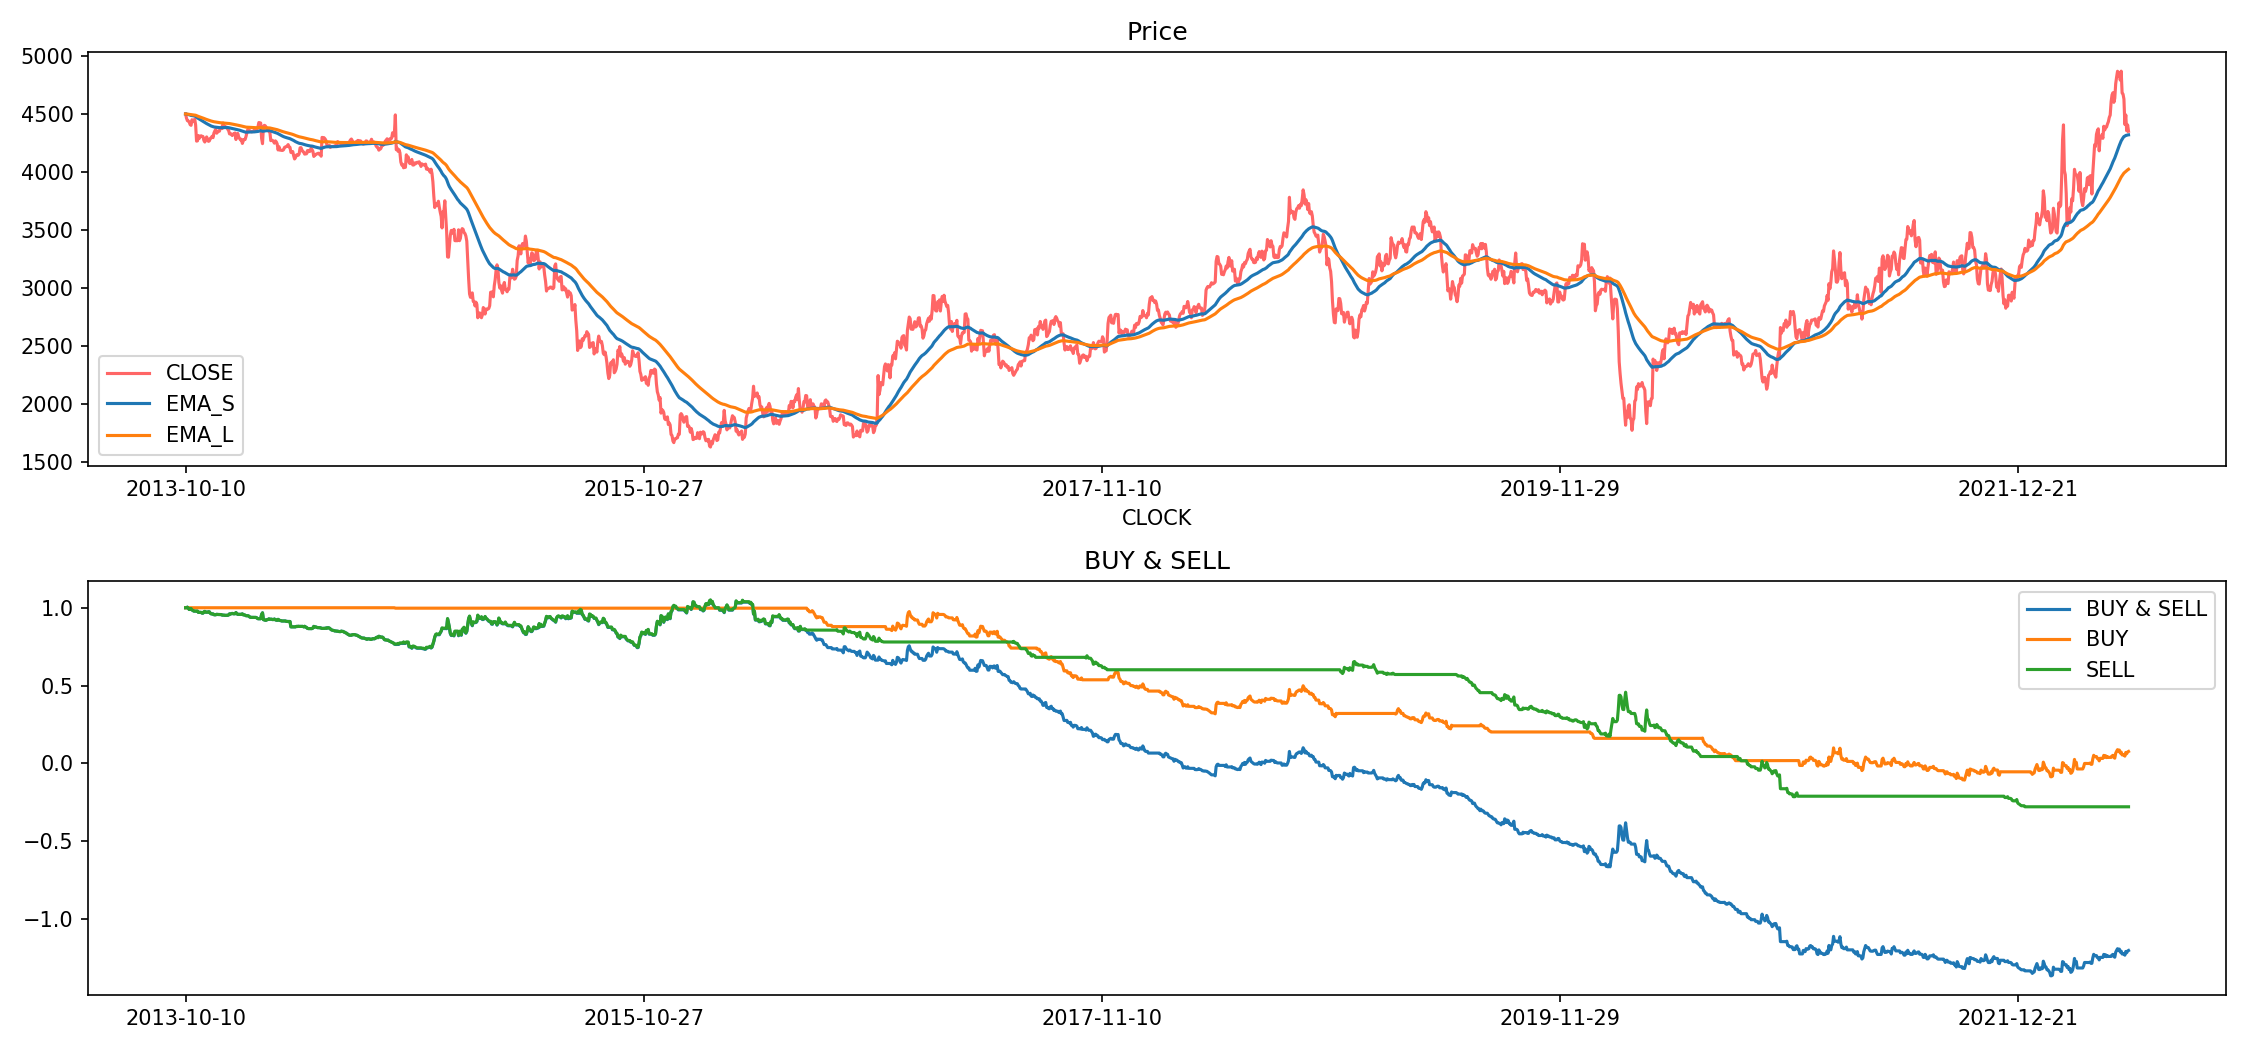 Price
5000
4500
4000
3500
3000
2500
2000
1500
CLOSE
EMA_S
EMA_L
2013-10-10 2015-10-27 2017-11-10 2019-11-29 2021-12-21
CLOCK
BUY & SELL
1.0
0.5
0.0
−0.5
−1.0
BUY & SELL
BUY
SELL
2013-10-10 2015-10-27 2017-11-10 2019-11-29 2021-12-21